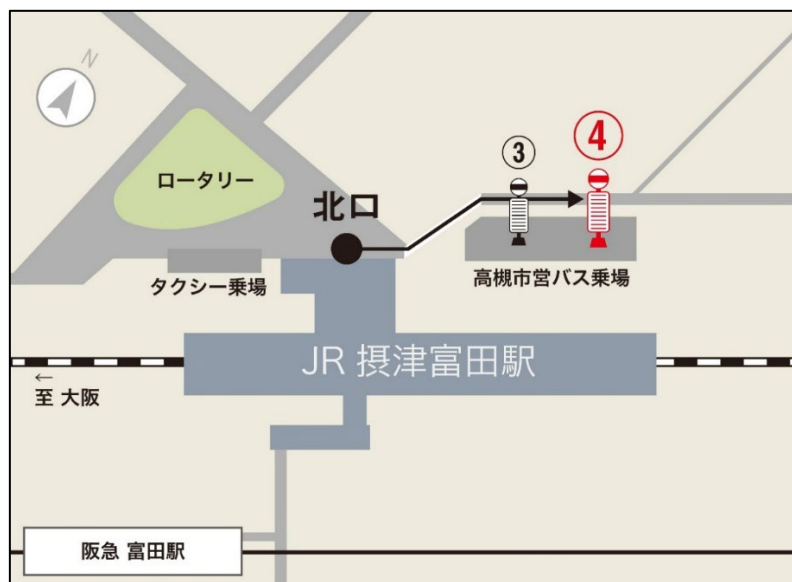 N
ロータリー
北口
③
④
タクシー乗場
高槻市営バス乗場
JR 摂津富田駅
←
至 大阪
阪急 富田駅